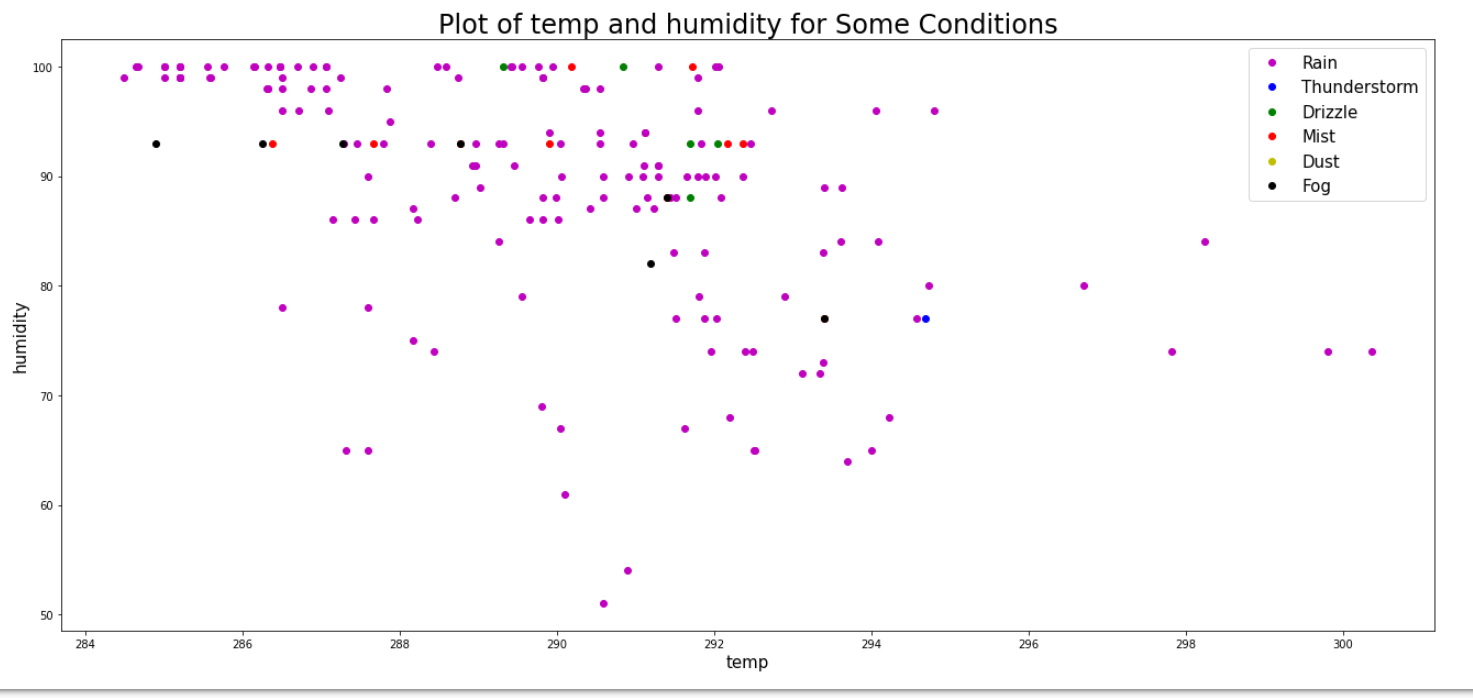 Plot of temp and humidity for Some Conditions
100
90
80
70
60
50
humidity
Rain
Thunderstorm
Drizzle
Mist
Dust
Fog
284 286 288 290 292 294 296 298 300
temp